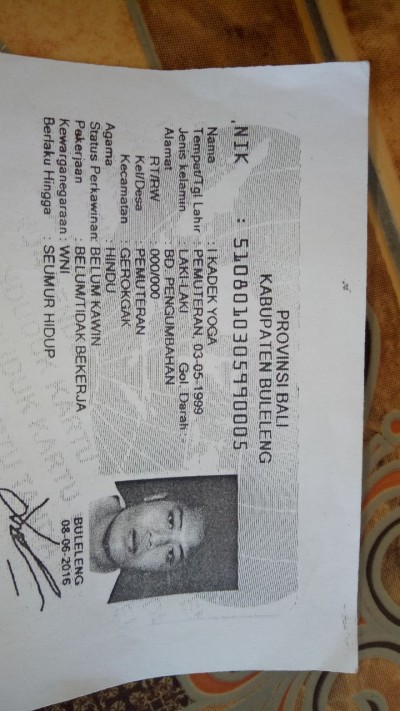 PROVINSI BALI
KABUPATEN BULELENG
NIK : 5108010305990005
Nama : I KADEK YOGA
Tempat/Tgl Lahir : PEMUTERAN, 03-05-1999
Jenis Kelamin : LAKI-LAKI Gol. Darah : -
Alamat : BD. PENGUMBAHAN
RT/RW : 000/000
Kel/Desa : PEMUTERAN
Kecamatan : GEROKGAK
Agama : HINDU
Status Perkawinan: BELUM KAWIN
Pekerjaan : BELUM/TIDAK BEKERJA
Kewarganegaraan : WNI
Berlaku Hingga : SEUMUR HIDUP
BULELENG
08-06-2016